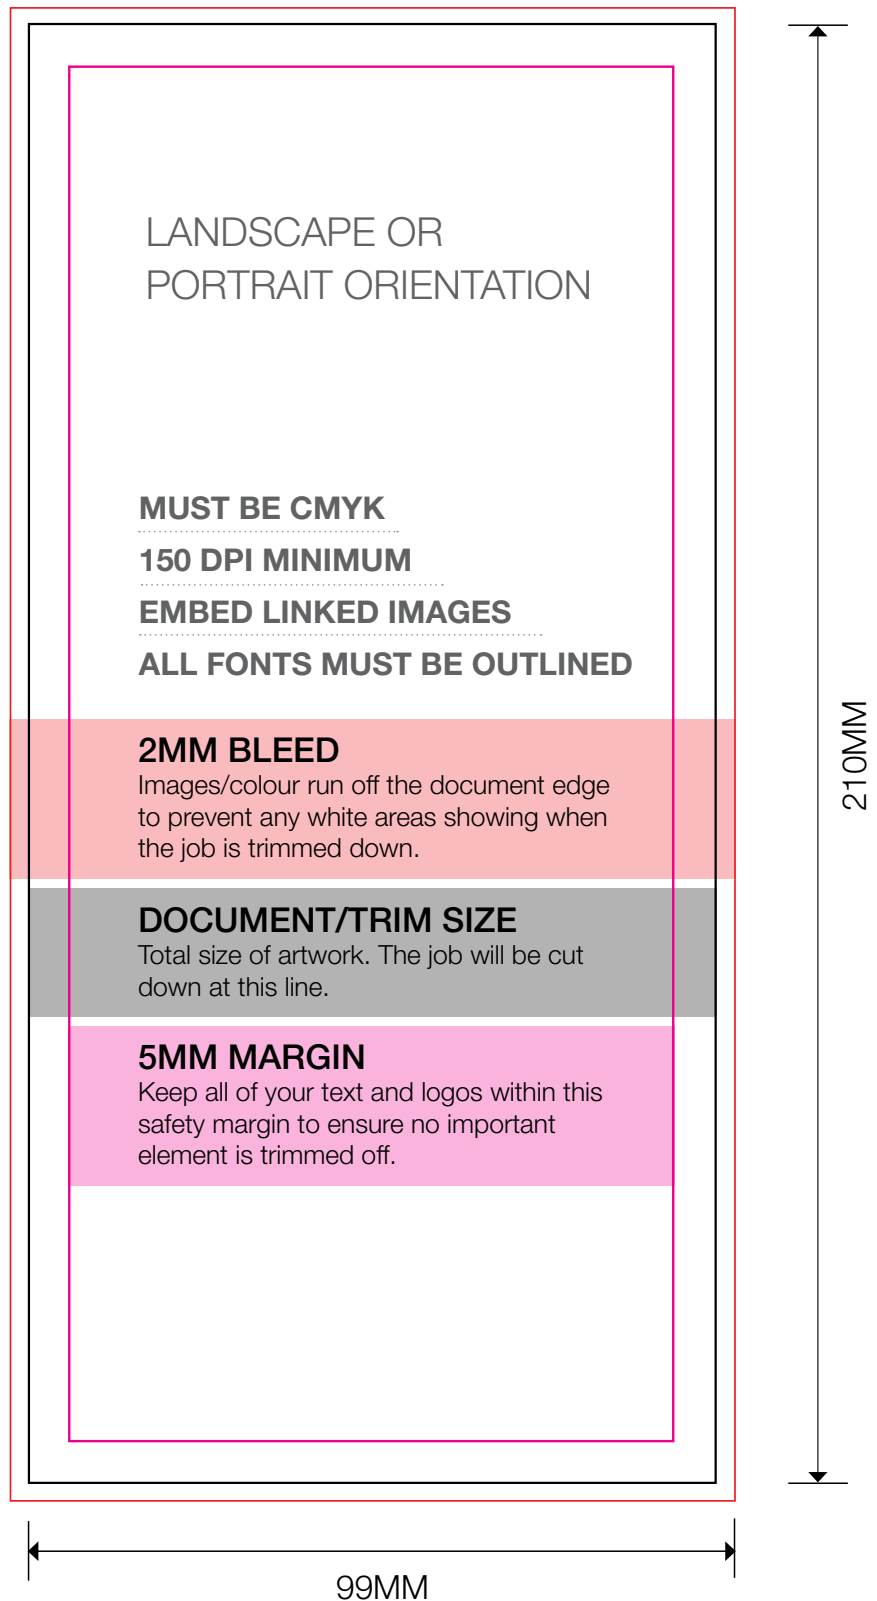 LANDSCAPE OR
PORTRAIT ORIENTATION
MUST BE CMYK
150 DPI MINIMUM
EMBED LINKED IMAGES
ALL FONTS MUST BE OUTLINED
2MM BLEED
Images/colour run off the document edge
to prevent any white areas showing when
the job is trimmed down.
DOCUMENT/TRIM SIZE
Total size of artwork. The job will be cut
down at this line.
5MM MARGIN
Keep all of your text and logos within this
safety margin to ensure no important
element is trimmed off.
210MM
99MM